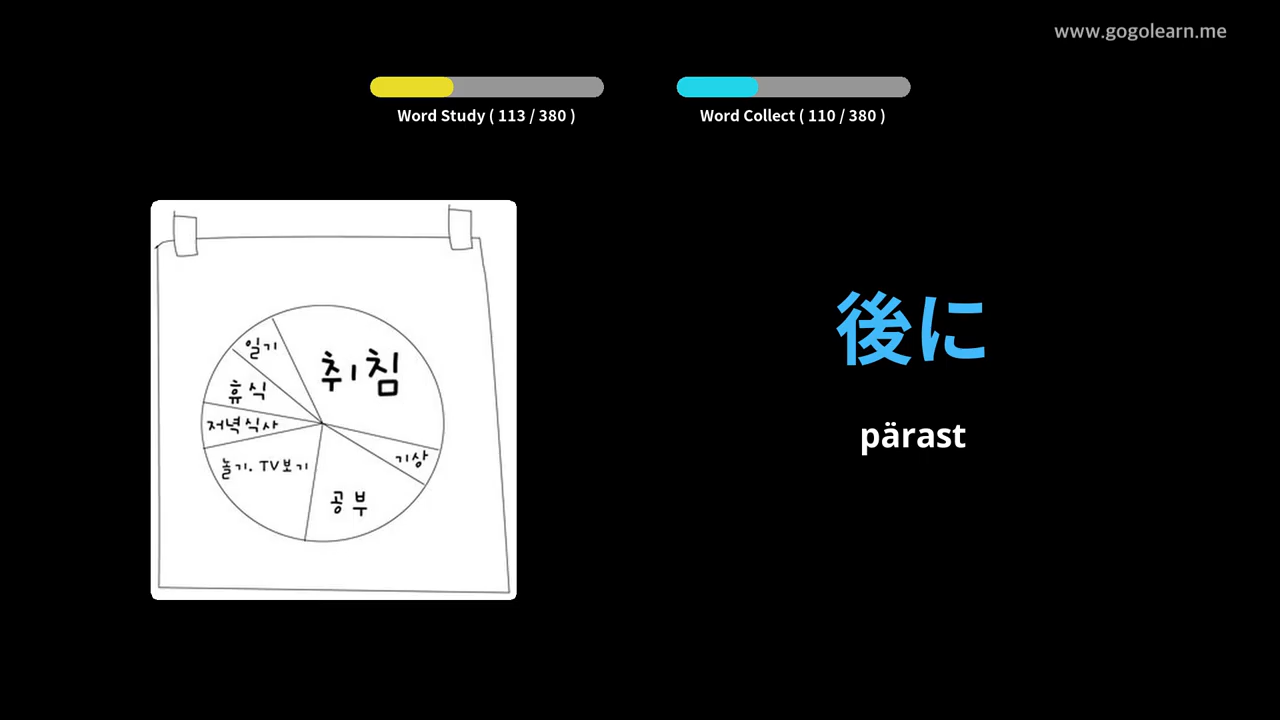 www.gogolearn.me
Word Study ( 113 / 380 )
Word Collect ( 110 / 380 )
일기
취침
휴식
저녁식사
놀기. TV보기
기상
공부
後に
pärast